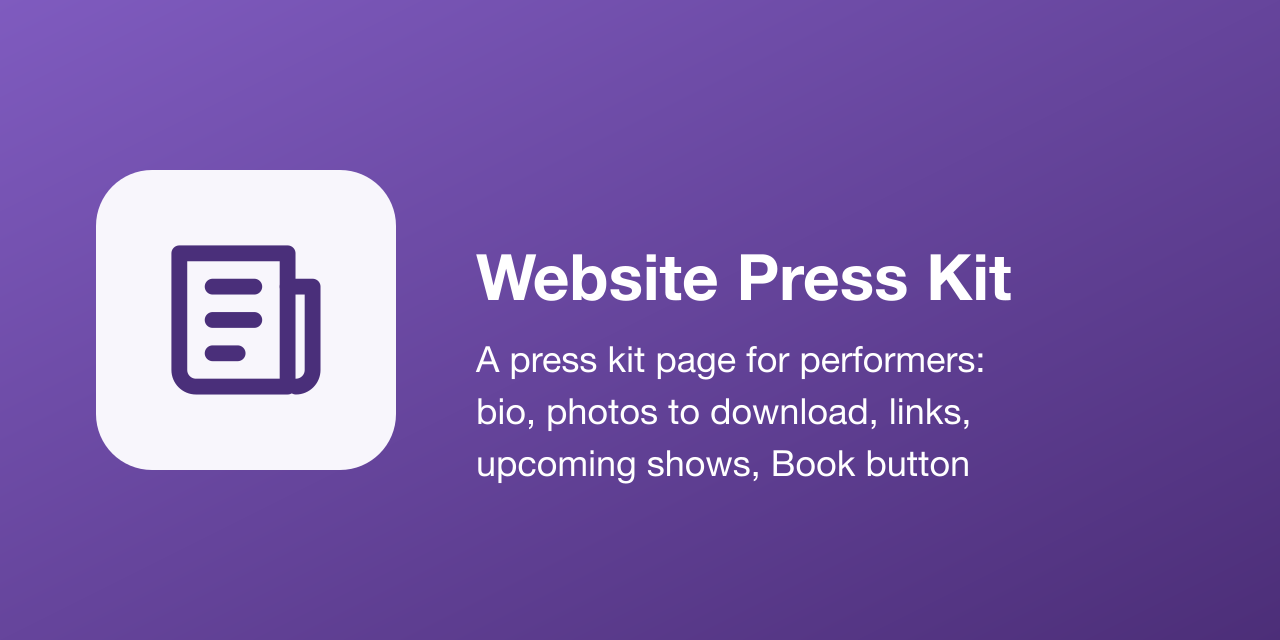 Website Press Kit
A press kit page for performers:
bio, photos to download, links,
upcoming shows, Book button